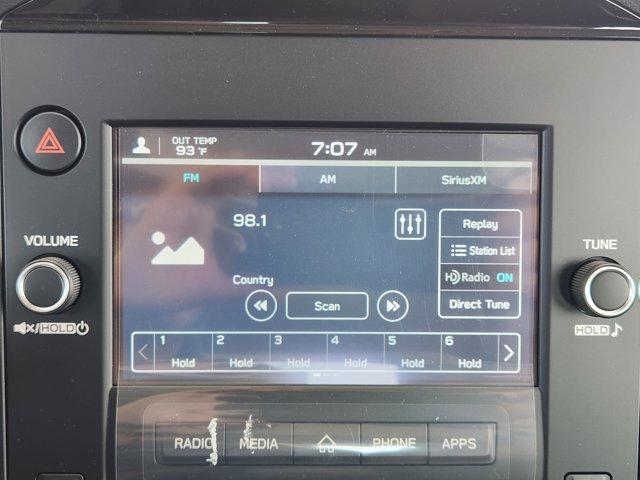 OUT TEMP
93 °F
7:07 AM
FM AM SiriusXM
98.1
Replay
Station List
HD Radio ON
Direct Tune
Country
Scan
1 2 3 4 5 6
Hold Hold Hold Hold Hold Hold
VOLUME
HOLD
TUNE
HOLD
RADIO MEDIA PHONE APPS